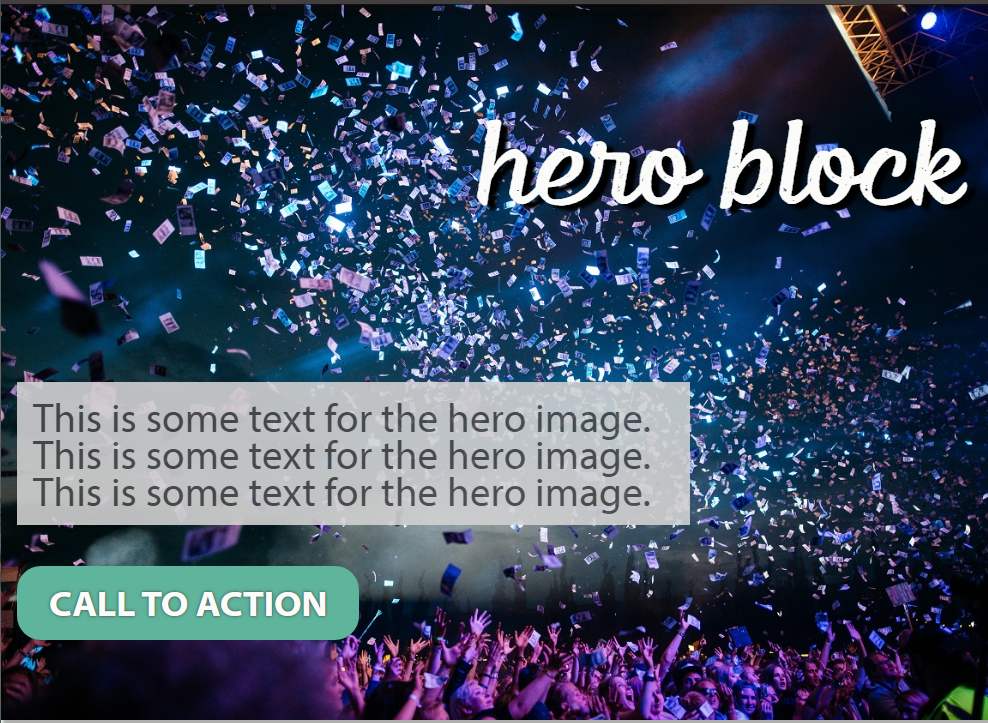 hero block
This is some text for the hero image.
This is some text for the hero image.
This is some text for the hero image.
CALL TO ACTION